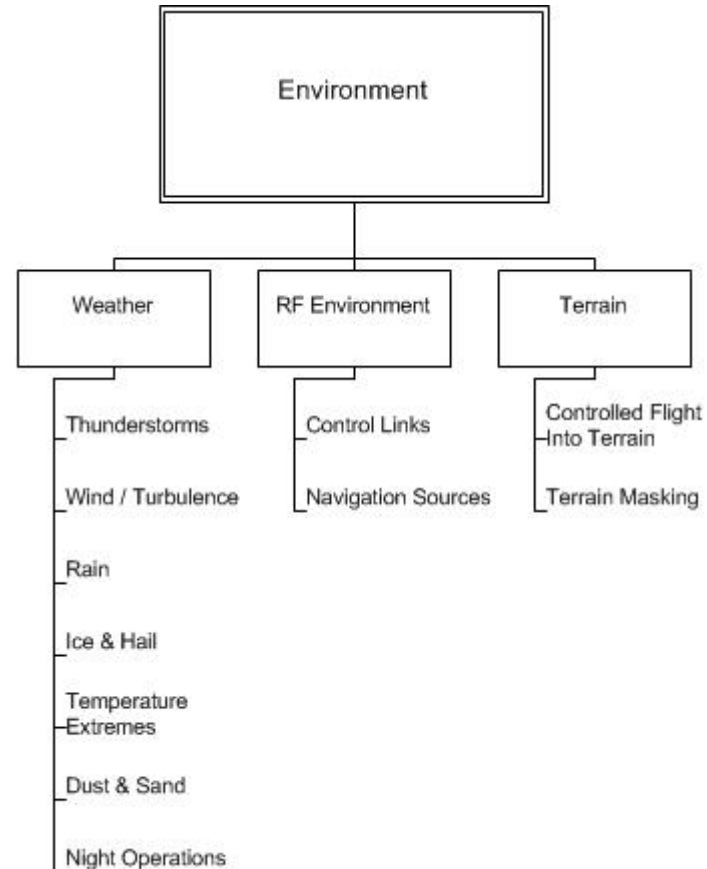 Environment
Weather
RF Environment
Terrain
Thunderstorms
Wind / Turbulence
Rain
Ice & Hail
Temperature
Extremes
Dust & Sand
Night Operations
Control Links
Navigation Sources
Controlled Flight
Into Terrain
Terrain Masking